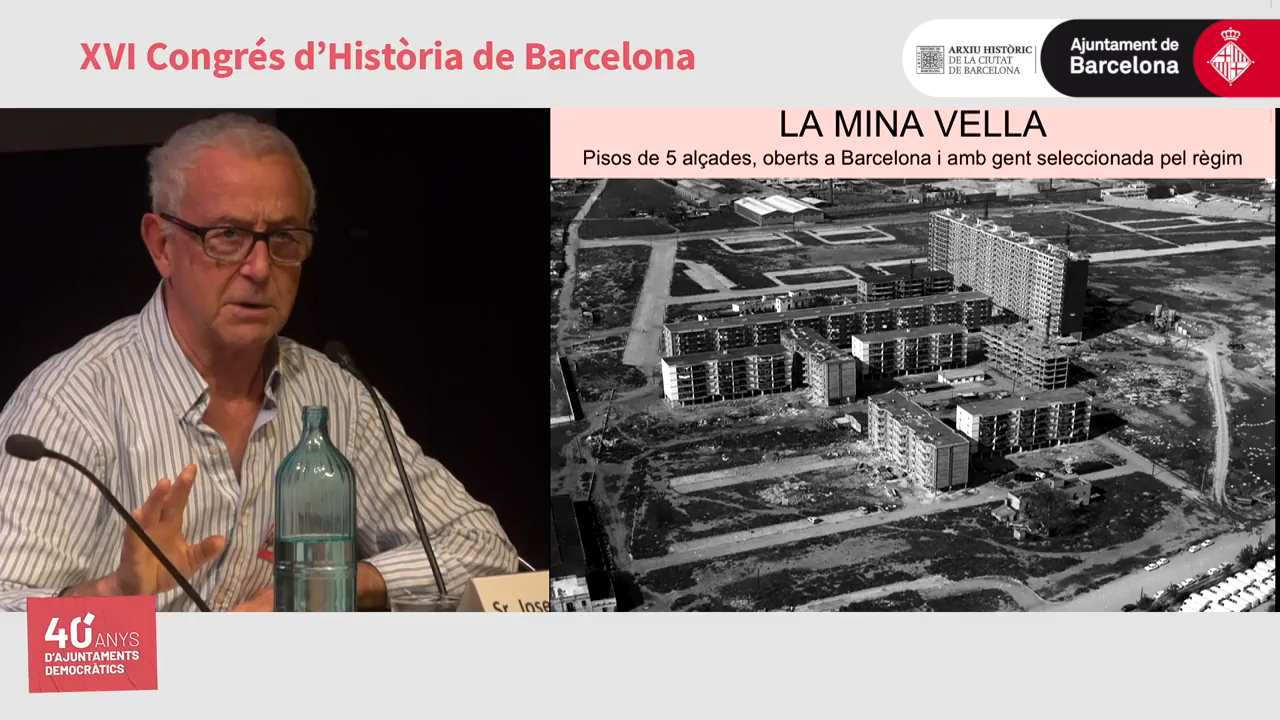 XVI Congrés d'Història de Barcelona
ARXIU HISTÒRIC
DE LA CIUTAT
DE BARCELONA
Ajuntament de
Barcelona
LA MINA VELLA
Pisos de 5 alçades, oberts a Barcelona i amb gent seleccionada pel règim
Sr. Jose
40 ANYS
D'AJUNTAMENTS
DEMOCRÀTICS